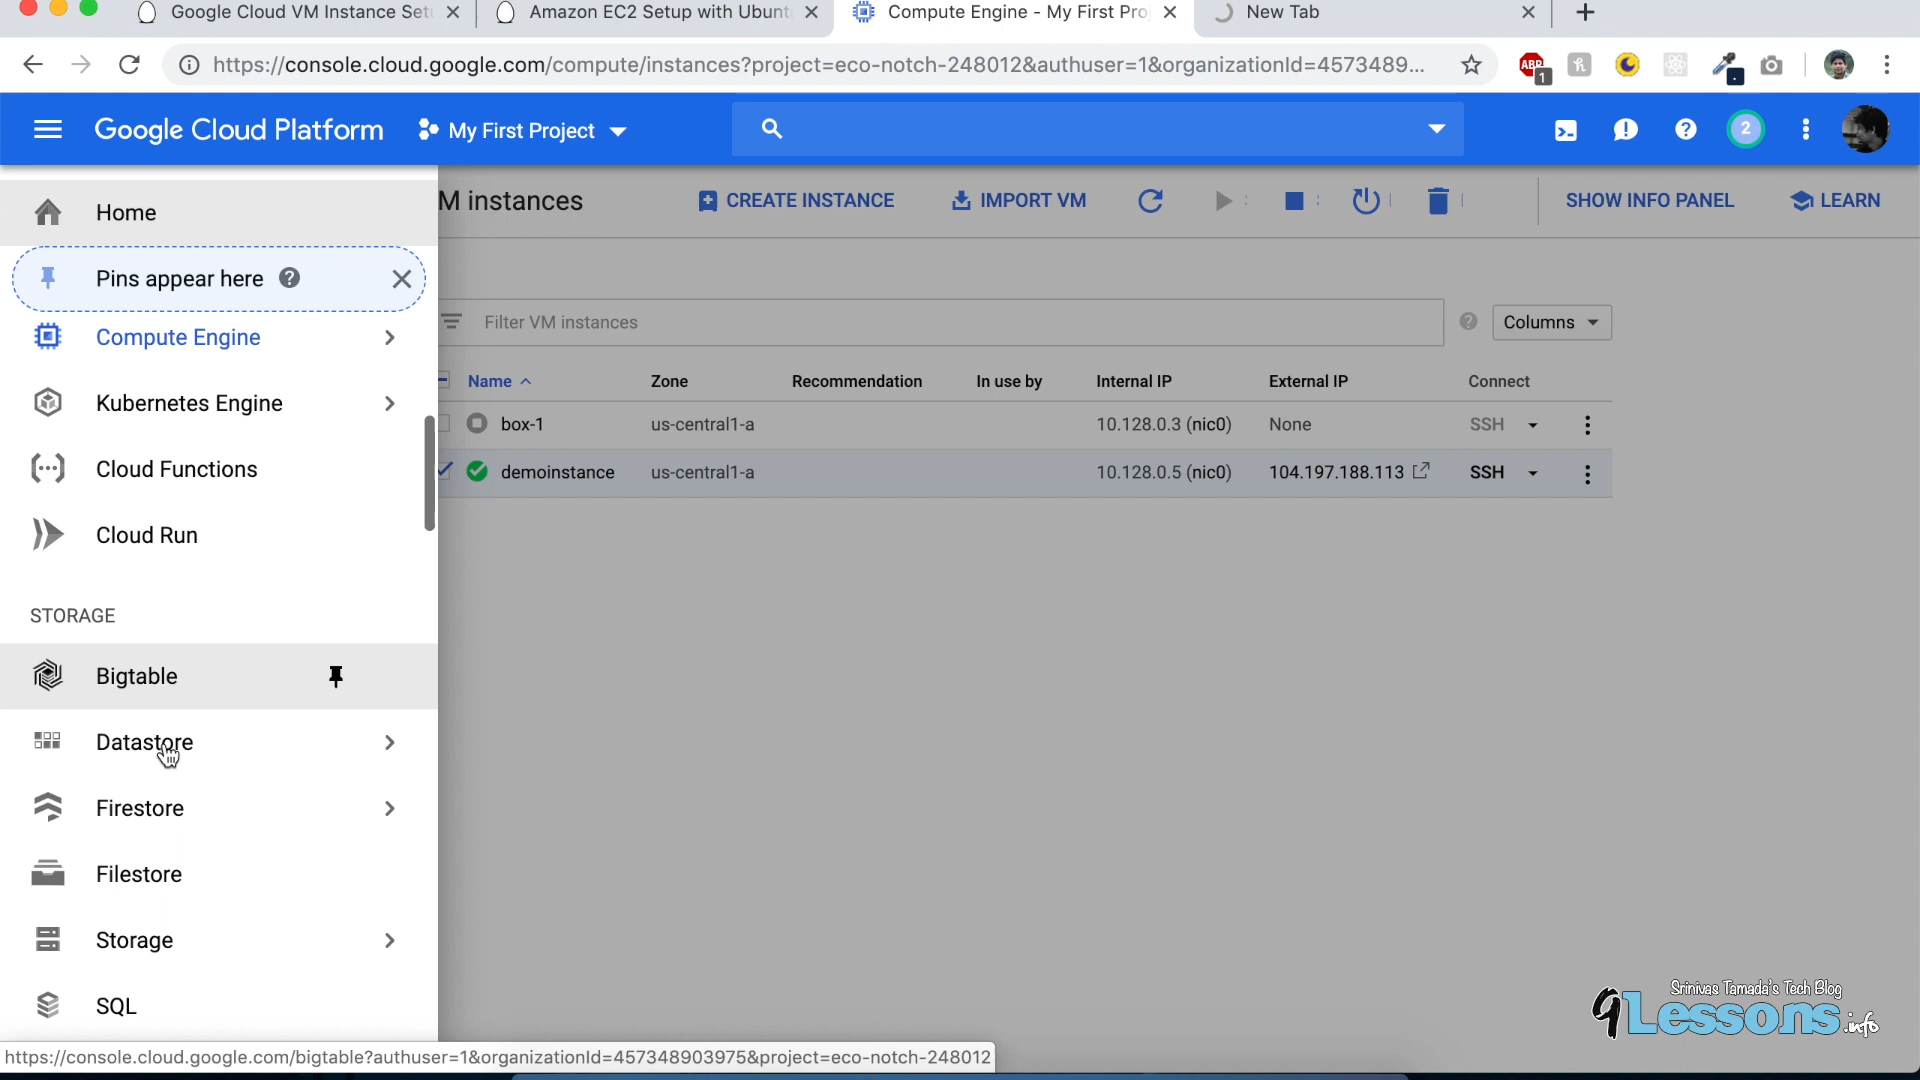 Google Cloud VM Instance Set
Amazon EC2 Setup with Ubunt
Compute Engine - My First Pro
New Tab
https://console.cloud.google.com/compute/instances?project=eco-notch-248012&authuser=1&organizationId=4573489...
ABP
1
Google Cloud Platform
My First Project
2
Home
Pins appear here
Compute Engine
Kubernetes Engine
Cloud Functions
Cloud Run
STORAGE
Bigtable
Datastore
Firestore
Filestore
Storage
SQL
M instances
CREATE INSTANCE
IMPORT VM
SHOW INFO PANEL
LEARN
Filter VM instances
Columns
Name Zone Recommendation In use by Internal IP External IP Connect
box-1 us-central1-a 10.128.0.3 (nic0) None SSH
demoinstance us-central1-a 10.128.0.5 (nic0) 104.197.188.113 SSH
Srinivas Tamada's Tech Blog
9Lessons.info
https://console.cloud.google.com/bigtable?authuser=1&organizationId=457348903975&project=eco-notch-248012